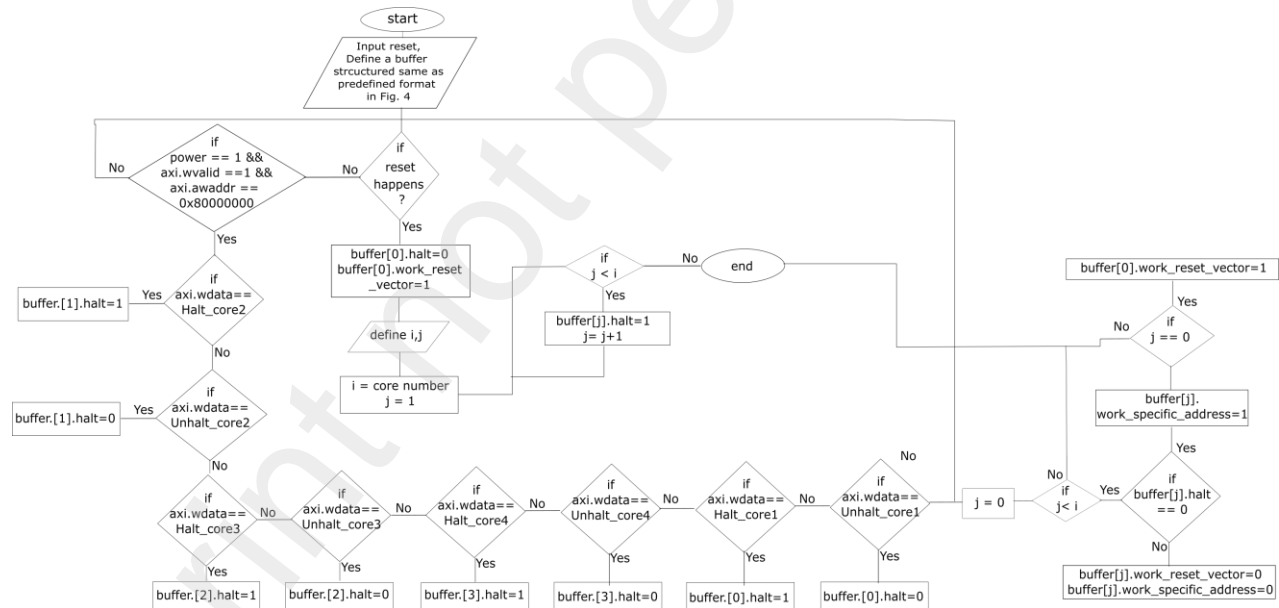 start
Input reset,
Define a buffer
strcuctured same as
predefined format
in Fig. 4
if
power == 1 &&
axi.wvalid ==1 &&
axi.awaddr ==
0x80000000
No
Yes
if
reset
happens
?
No
Yes
buffer[0].halt=0
buffer[0].work_reset
_vector=1
define i,j
i = core number
j = 1
if
j < i
No
Yes
buffer[j].halt=1
j= j+1
end
buffer[0].work_reset_vector=1
Yes
if
j == 0
No
buffer[j].
work_specific_address=1
Yes
if
axi.wdata==
Halt_core2
Yes
buffer.[1].halt=1
No
if
axi.wdata==
Unhalt_core2
Yes
buffer.[1].halt=0
No
if
axi.wdata==
Halt_core3
No
Yes
buffer.[2].halt=1
if
axi.wdata==
Unhalt_core3
No
Yes
buffer.[2].halt=0
if
axi.wdata==
Halt_core4
No
Yes
buffer.[3].halt=1
if
axi.wdata==
Unhalt_core4
No
Yes
buffer.[3].halt=0
if
axi.wdata==
Halt_core1
No
Yes
buffer.[0].halt=1
if
axi.wdata==
Unhalt_core1
No
Yes
buffer.[0].halt=0
j = 0
if
j< i
No
Yes
if
buffer[j].halt
== 0
No
buffer[j].work_reset_vector=0
buffer[j].work_specific_address=0
rint not pe